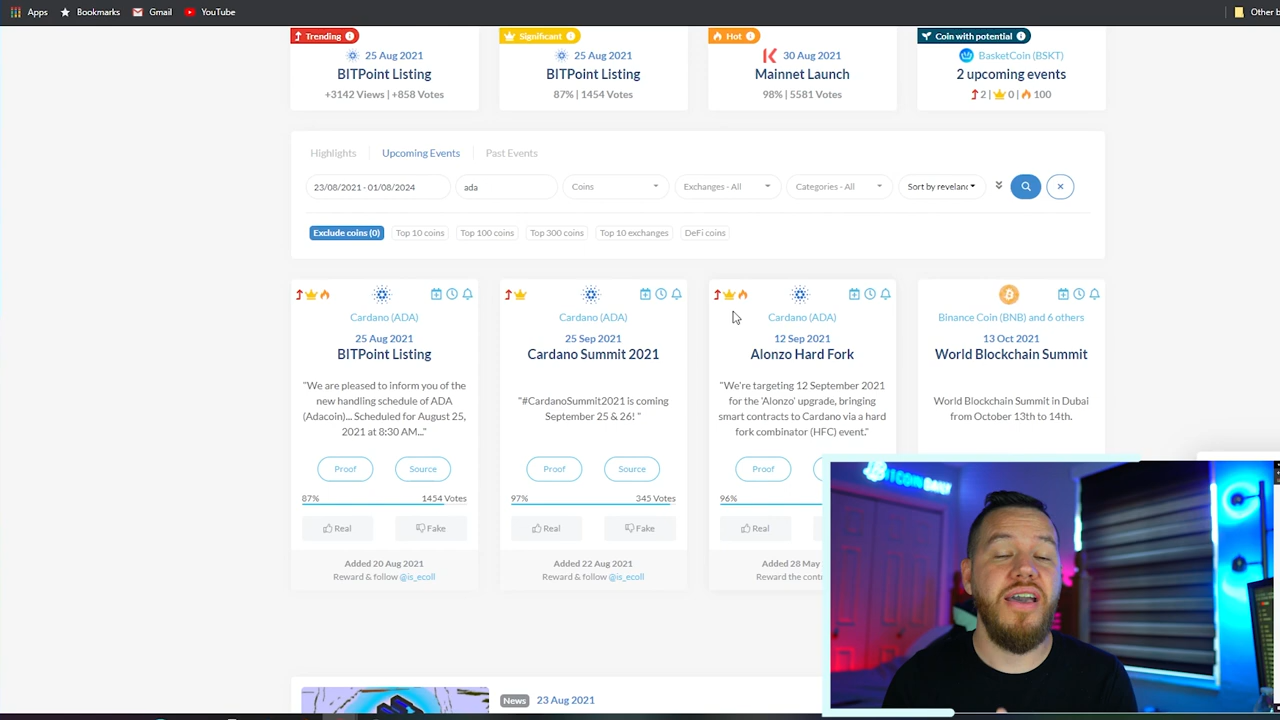 Apps
Bookmarks
Gmail
YouTube
Other b
Trending
25 Aug 2021
BITPoint Listing
+3142 Views | +858 Votes
Significant
25 Aug 2021
BITPoint Listing
87% | 1454 Votes
Hot
30 Aug 2021
Mainnet Launch
98% | 5581 Votes
Coin with potential
BasketCoin (BSKT)
2 upcoming events
2 | 0 | 100
Highlights
Upcoming Events
Past Events
23/08/2021 - 01/08/2024
ada
Coins
Exchanges - All
Categories - All
Sort by revelanc
Exclude coins (0)
Top 10 coins
Top 100 coins
Top 300 coins
Top 10 exchanges
DeFi coins
Cardano (ADA)
25 Aug 2021
BITPoint Listing
"We are pleased to inform you of the
new handling schedule of ADA
(Adacoin)... Scheduled for August 25,
2021 at 8:30 AM..."
Proof
Source
87%
1454 Votes
Real
Fake
Added 20 Aug 2021
Reward & follow @is_ecoll
Cardano (ADA)
25 Sep 2021
Cardano Summit 2021
"#CardanoSummit2021 is coming
September 25 & 26! "
Proof
Source
97%
345 Votes
Real
Fake
Added 22 Aug 2021
Reward & follow @is_ecoll
Cardano (ADA)
12 Sep 2021
Alonzo Hard Fork
"We're targeting 12 September 2021
for the 'Alonzo' upgrade, bringing
smart contracts to Cardano via a hard
fork combinator (HFC) event."
Proof
96%
Real
Added 28 May
Reward the cont
Binance Coin (BNB) and 6 others
13 Oct 2021
World Blockchain Summit
World Blockchain Summit in Dubai
from October 13th to 14th.
News
23 Aug 2021